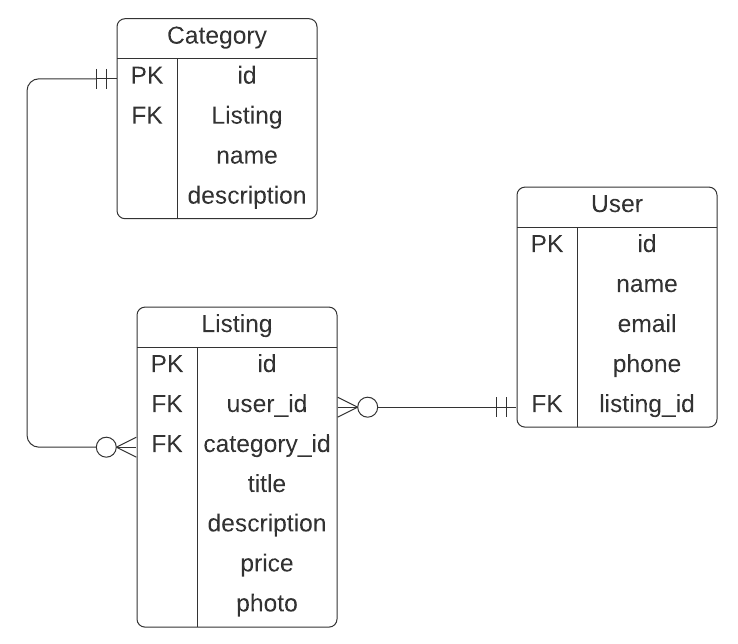 Category
PK id
FK Listing
name
description
User
PK id
name
email
phone
FK listing_id
Listing
PK id
FK user_id
FK category_id
title
description
price
photo